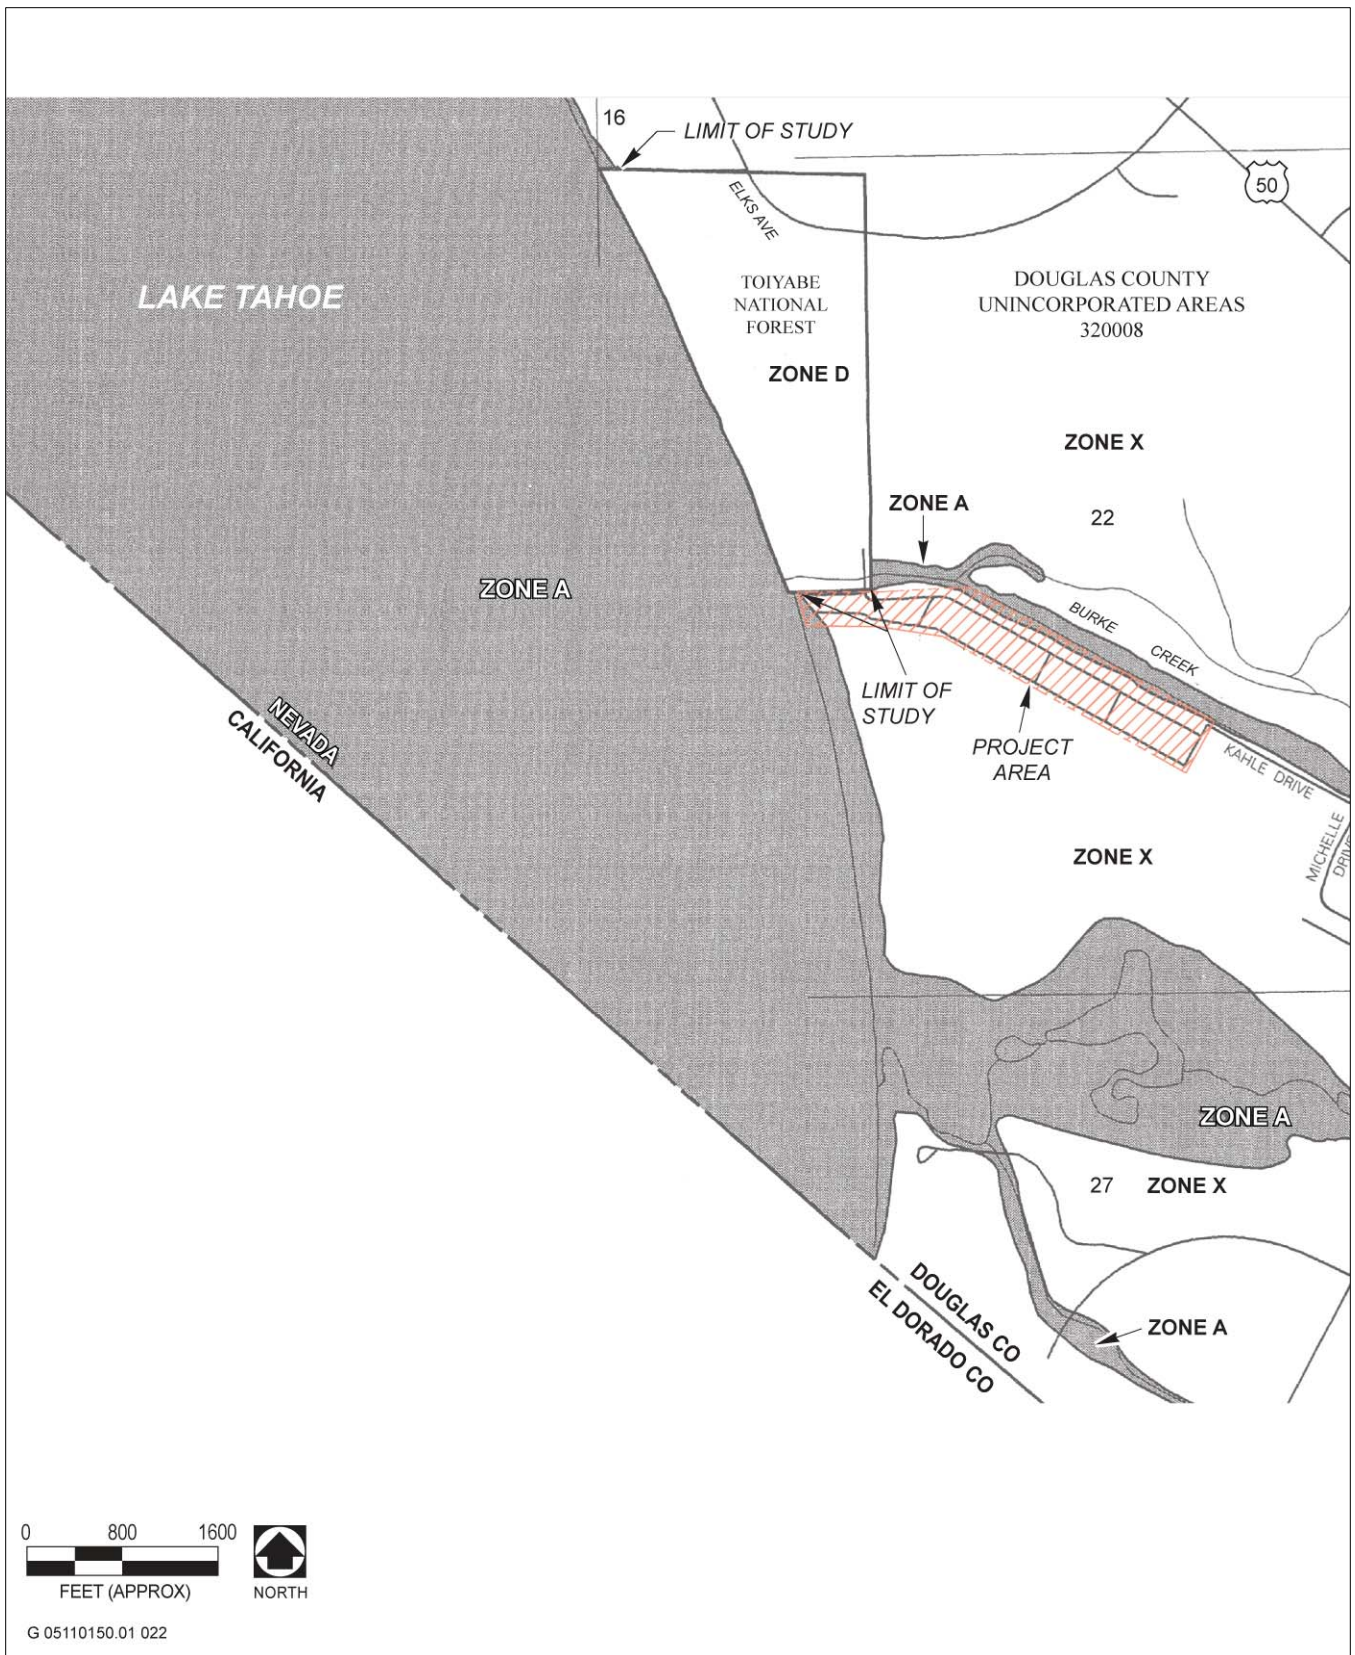 16
LIMIT OF STUDY
50
ELKS AVE
LAKE TAHOE
TOIYABE
NATIONAL
FOREST
DOUGLAS COUNTY
UNINCORPORATED AREAS
320008
ZONE D
ZONE X
ZONE A
22
ZONE A
BURKE
CREEK
LIMIT OF
STUDY
PROJECT
AREA
NEVADA
CALIFORNIA
KAHLE DRIVE
MICHELLE
DRIVE
ZONE X
ZONE A
27
ZONE X
DOUGLAS CO
EL DORADO CO
ZONE A
0 800 1600
FEET (APPROX)
NORTH
G 05110150.01 022